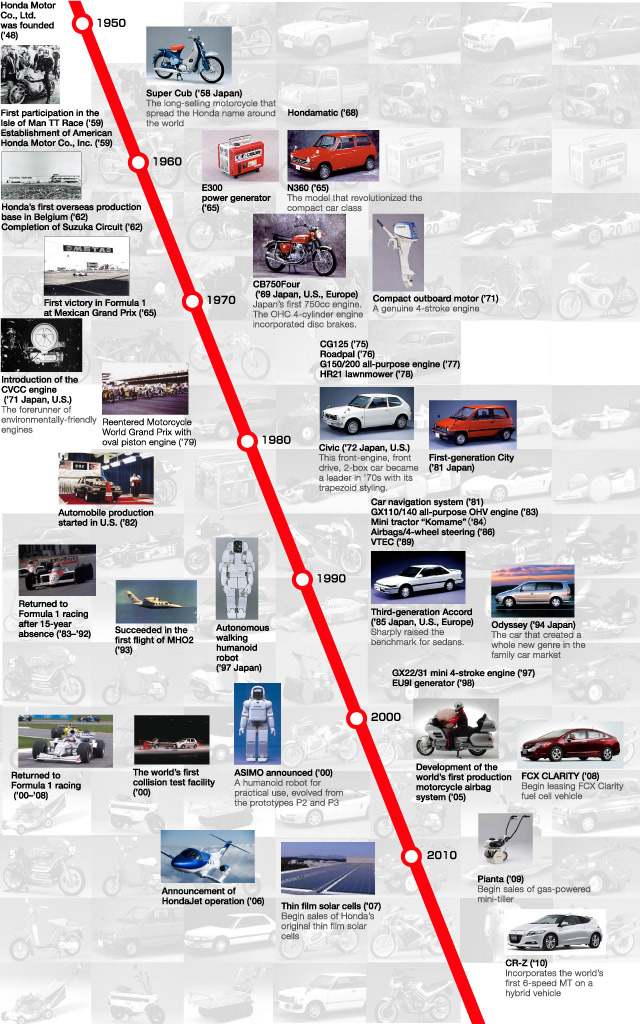 Honda Motor
Co., Ltd.
was founded
('48)
1950
Super Cub ('58 Japan)
The long-selling motorcycle that
spread the Honda name around
the world
First participation in the
Isle of Man TT Race ('59)
Establishment of American
Honda Motor Co., Inc. ('59)
Hondamatic ('68)
1960
E300
power generator
('65)
N360 ('65)
The model that revolutionized the
compact car class
Honda's first overseas production
base in Belgium ('62)
Completion of Suzuka Circuit ('62)
First victory in Formula 1
at Mexican Grand Prix ('65)
CB750Four
('69 Japan, U.S., Europe)
Japan's first 750cc engine.
The OHC 4-cylinder engine
incorporated disc brakes.
Compact outboard motor ('71)
A genuine 4-stroke engine
1970
CG125 ('75)
Roadpal ('76)
G150/200 all-purpose engine ('77)
HR21 lawnmower ('78)
Introduction of the
CVCC engine
('71 Japan, U.S.)
The forerunner of
environmentally-friendly
engines
Reentered Motorcycle
World Grand Prix with
oval piston engine ('79)
1980
Civic ('72 Japan, U.S.)
This front-engine, front
drive, 2-box car became
a leader in '70s with its
trapezoid styling.
First-generation City
('81 Japan)
Automobile production
started in U.S. ('82)
Car navigation system ('81)
GX110/140 all-purpose OHV engine ('83)
Mini tractor “Komame” ('84)
Airbags/4-wheel steering ('86)
VTEC ('89)
1990
Returned to
Formula 1 racing
after 15-year
absence ('83–'92)
Succeeded in the
first flight of MHO2
('93)
Autonomous
walking
humanoid
robot
('97 Japan)
Third-generation Accord
('85 Japan, U.S., Europe)
Sharply raised the
benchmark for sedans.
Odyssey ('94 Japan)
The car that created a
whole new genre in the
family car market
GX22/31 mini 4-stroke engine ('97)
EU9I generator ('98)
2000
Returned to
Formula 1 racing
('00–'08)
The world's first
collision test facility
('00)
ASIMO announced ('00)
A humanoid robot for
practical use, evolved from
the prototypes P2 and P3
Development of the
world's first production
motorcycle airbag
system ('05)
FCX CLARITY ('08)
Begin leasing FCX Clarity
fuel cell vehicle
2010
Announcement of
HondaJet operation ('06)
Thin film solar cells ('07)
Begin sales of Honda's
original thin film solar
cells
Pianta ('09)
Begin sales of gas-powered
mini-tiller
CR-Z ('10)
Incorporates the world's
first 6-speed MT on a
hybrid vehicle